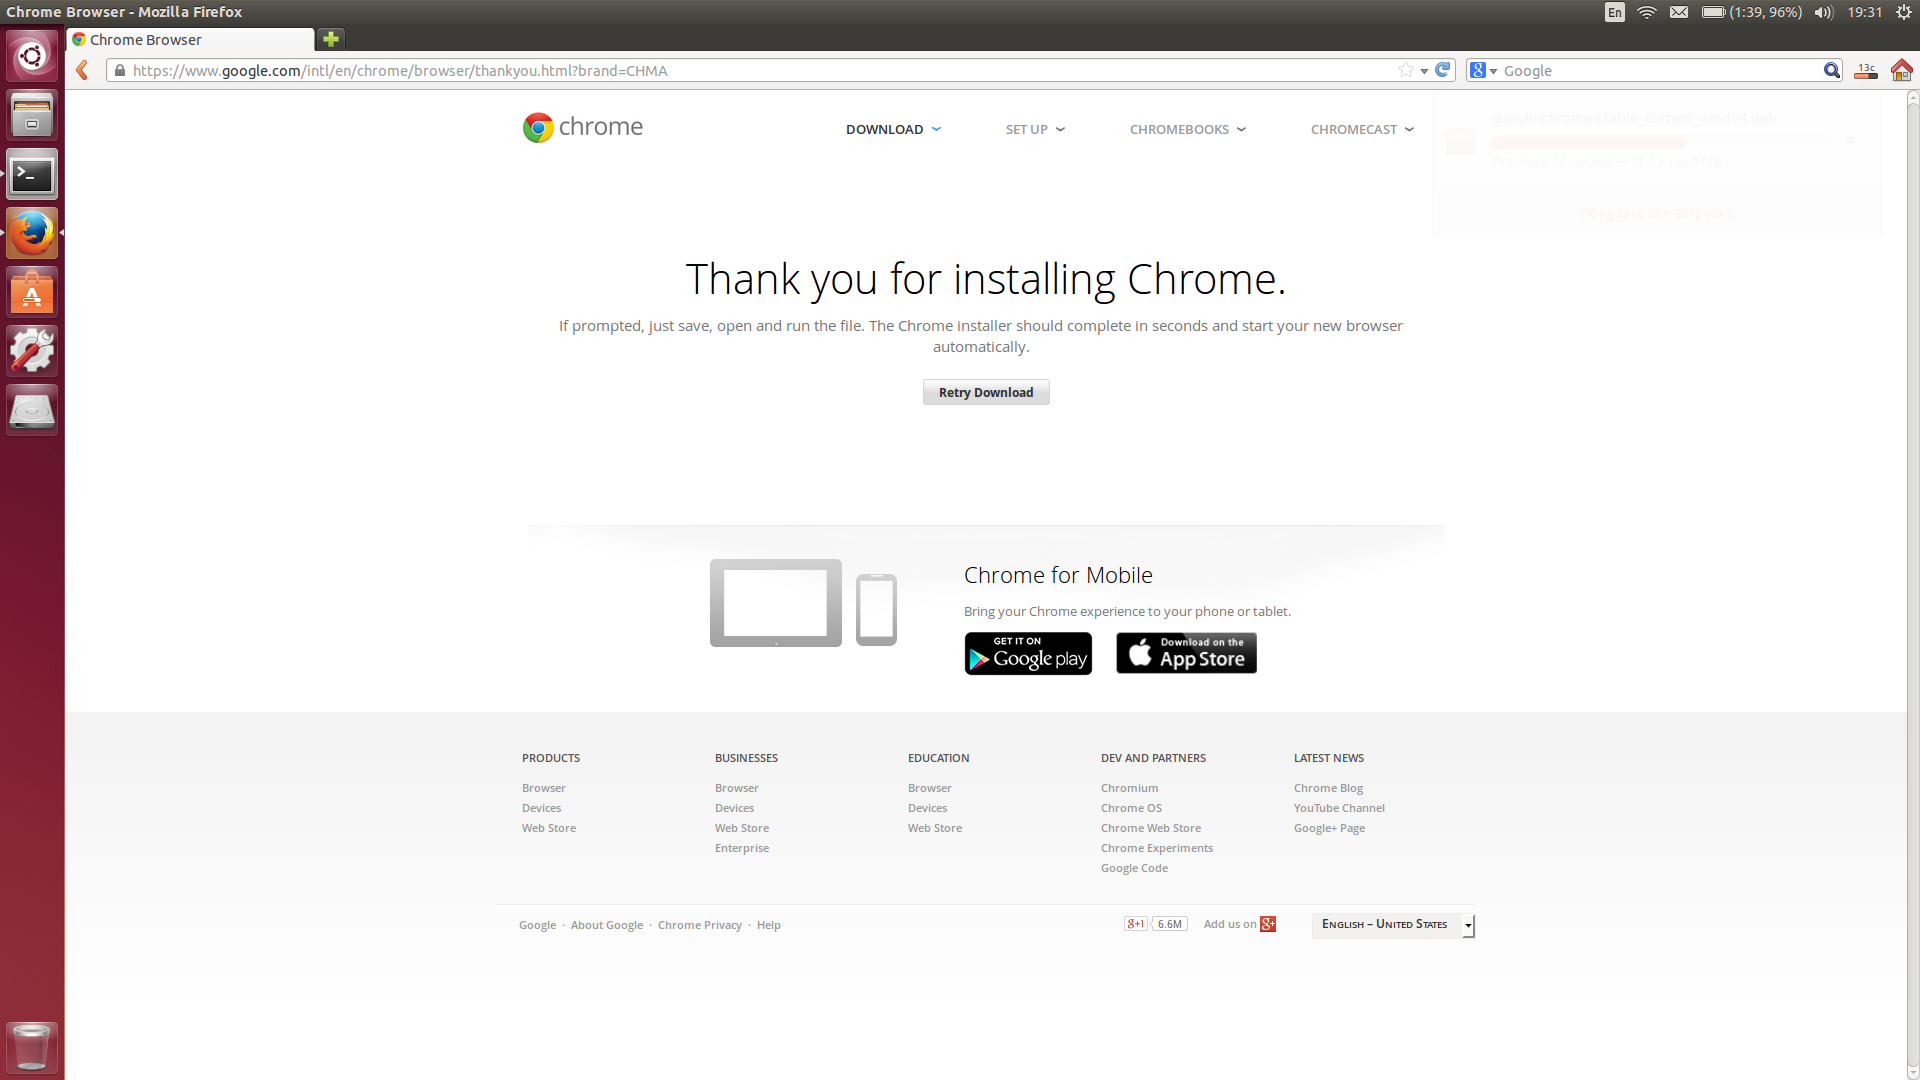 Chrome Browser - Mozilla Firefox
En
(1:39, 96%)
19:31
Chrome Browser
https://www.google.com/intl/en/chrome/browser/thankyou.html?brand=CHMA
Google
13c
chrome
DOWNLOAD
SET UP
CHROMEBOOKS
CHROMECAST
google-chrome-stable_current_amd64.deb
Показать все загрузки
Thank you for installing Chrome.
If prompted, just save, open and run the file. The Chrome installer should complete in seconds and start your new browser
automatically.
Retry Download
Chrome for Mobile
Bring your Chrome experience to your phone or tablet.
GET IT ON
Google play
Download on the
App Store
PRODUCTS
Browser
Devices
Web Store
BUSINESSES
Browser
Devices
Web Store
Enterprise
EDUCATION
Browser
Devices
Web Store
DEV AND PARTNERS
Chromium
Chrome OS
Chrome Web Store
Chrome Experiments
Google Code
LATEST NEWS
Chrome Blog
YouTube Channel
Google+ Page
Google · About Google · Chrome Privacy · Help
g+1
6.6M
Add us on g+
English – United States